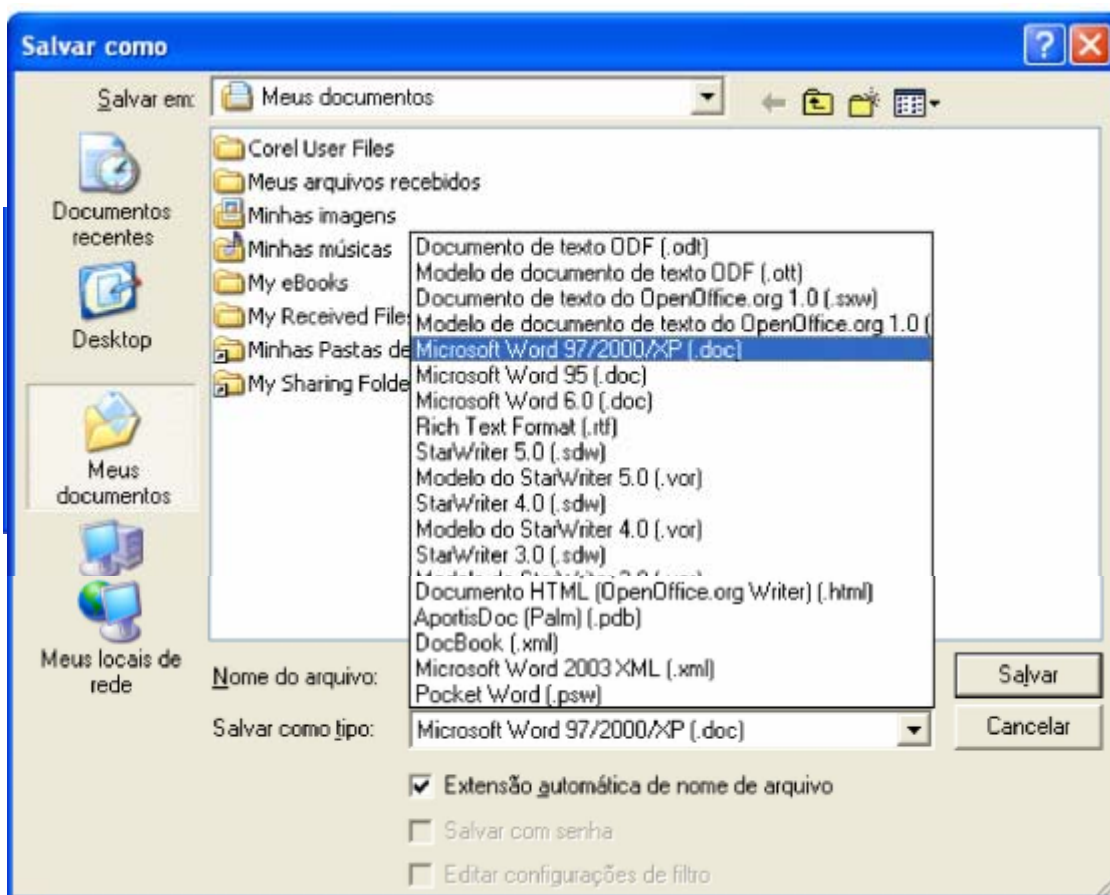 Salvar como
Salvar em:
Meus documentos
Documentos
recentes
Desktop
Meus
documentos
Meus locais de
rede
Corel User Files
Meus arquivos recebidos
Minhas imagens
Minhas músicas
My eBooks
My Received File
Minhas Pastas de
My Sharing Folde
Documento de texto ODF (.odt)
Modelo de documento de texto ODF (.ott)
Documento de texto do OpenOffice.org 1.0 (.sxw)
Modelo de documento de texto do OpenOffice.org 1.0 (
Microsoft Word 97/2000/XP (.doc)
Microsoft Word 95 (.doc)
Microsoft Word 6.0 (.doc)
Rich Text Format (.rtf)
StarWriter 5.0 (.sdw)
Modelo do StarWriter 5.0 (.vor)
StarWriter 4.0 (.sdw)
Modelo do StarWriter 4.0 (.vor)
StarWriter 3.0 (.sdw)
Documento HTML (OpenOffice.org Writer) (.html)
AportisDoc (Palm) (.pdb)
DocBook (.xml)
Microsoft Word 2003 XML (.xml)
Pocket Word (.psw)
Nome do arquivo:
Salvar
Salvar como tipo:
Microsoft Word 97/2000/XP (.doc)
Cancelar
Extensão automática de nome de arquivo
Salvar com senha
Editar configurações de filtro